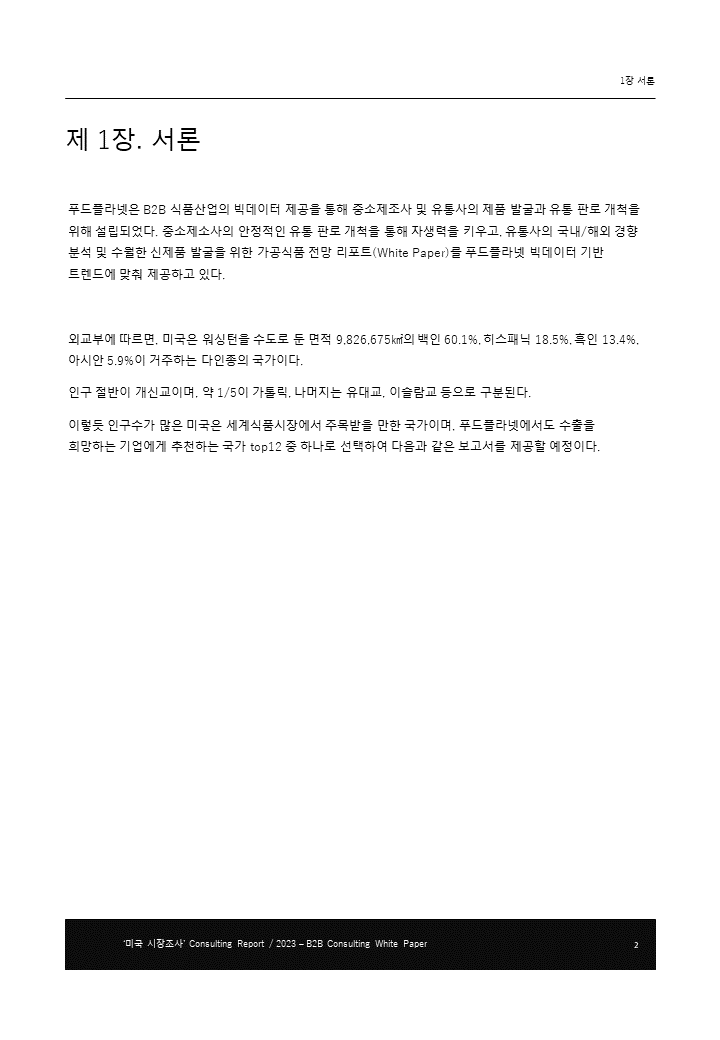 1장 서론
제 1장. 서론
푸드플라넷은 B2B 식품산업의 빅데이터 제공을 통해 중소제조사 및 유통사의 제품 발굴과 유통 판로 개척을
위해 설립되었다. 중소제소사의 안정적인 유통 판로 개척을 통해 자생력을 키우고, 유통사의 국내/해외 경향
분석 및 수월한 신제품 발굴을 위한 가공식품 전망 리포트(White Paper)를 푸드플라넷 빅데이터 기반
트렌드에 맞춰 제공하고 있다.
외교부에 따르면, 미국은 워싱턴을 수도로 둔 면적 9,826,675㎢의 백인 60.1%, 히스패닉 18.5%, 흑인 13.4%,
아시안 5.9%이 거주하는 다인종의 국가이다.
인구 절반이 개신교이며, 약 1/5이 가톨릭, 나머지는 유대교, 이슬람교 등으로 구분된다.
이렇듯 인구수가 많은 미국은 세계식품시장에서 주목받을 만한 국가이며, 푸드플라넷에서도 수출을
희망하는 기업에게 추천하는 국가 top12 중 하나로 선택하여 다음과 같은 보고서를 제공할 예정이다.
‘미국 시장조사’ Consulting Report / 2023 – B2B Consulting White Paper 2